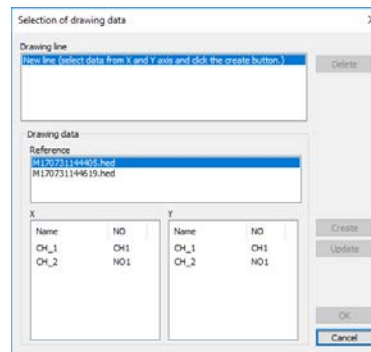 Selection of drawing data
Drawing line
New line (select data from X and Y axis and click the create button.)
Delete
Drawing data
Reference
M170731144405.hed
M170731144619.hed
X
Y
Name NO
Name NO
CH_1 CH1
CH_1 CH1
CH_2 NO1
CH_2 NO1
Create
Update
OK
Cancel